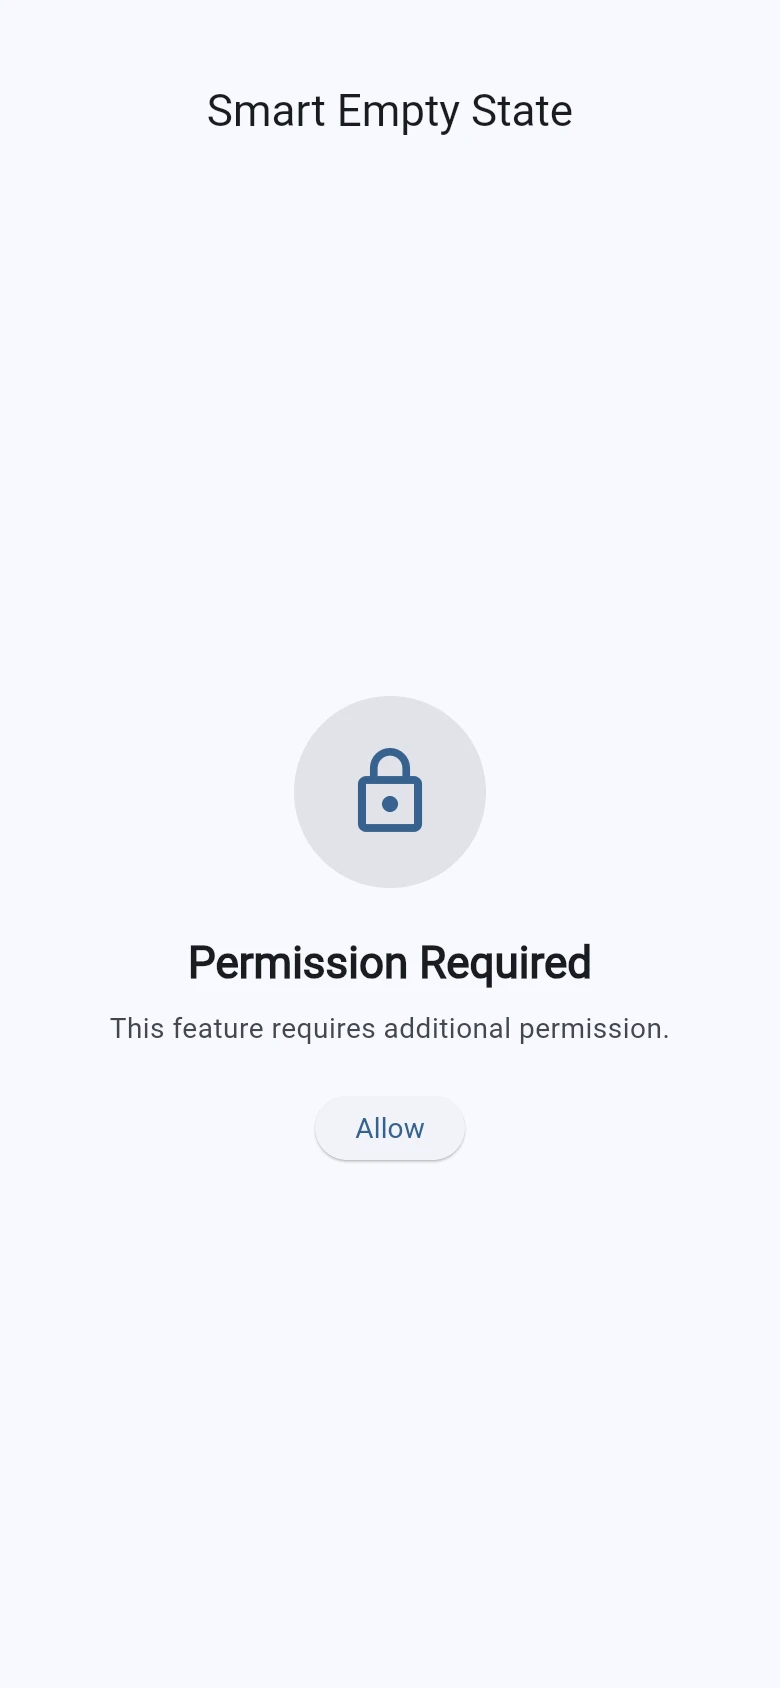 Smart Empty State
Permission Required
This feature requires additional permission.
Allow